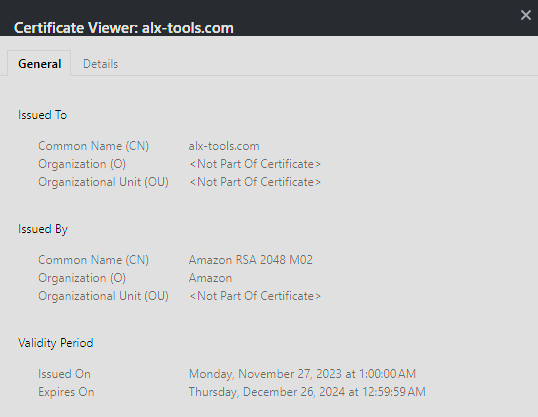 Certificate Viewer: alx-tools.com
General Details
Issued To
Common Name (CN) alx-tools.com
Organization (O) <Not Part Of Certificate>
Organizational Unit (OU) <Not Part Of Certificate>
Issued By
Common Name (CN) Amazon RSA 2048 M02
Organization (O) Amazon
Organizational Unit (OU) <Not Part Of Certificate>
Validity Period
Issued On Monday, November 27, 2023 at 1:00:00 AM
Expires On Thursday, December 26, 2024 at 12:59:59 AM